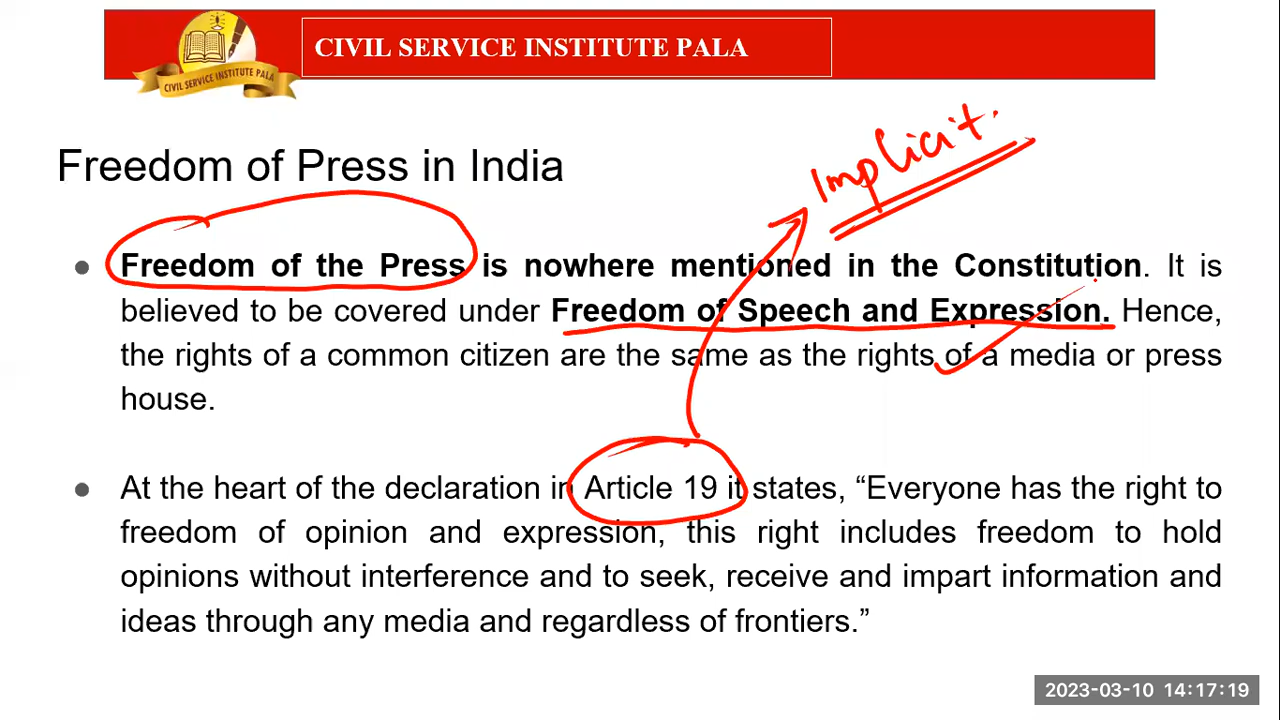 CIVIL SERVICE INSTITUTE PALA
CIVIL SERVICE INSTITUTE PALA
Implicit.
Freedom of Press in India
● Freedom of the Press is nowhere mentioned in the Constitution. It is
believed to be covered under Freedom of Speech and Expression. Hence,
the rights of a common citizen are the same as the rights of a media or press
house.
● At the heart of the declaration in Article 19 it states, “Everyone has the right to
freedom of opinion and expression, this right includes freedom to hold
opinions without interference and to seek, receive and impart information and
ideas through any media and regardless of frontiers.”
2023-03-10 14:17:19